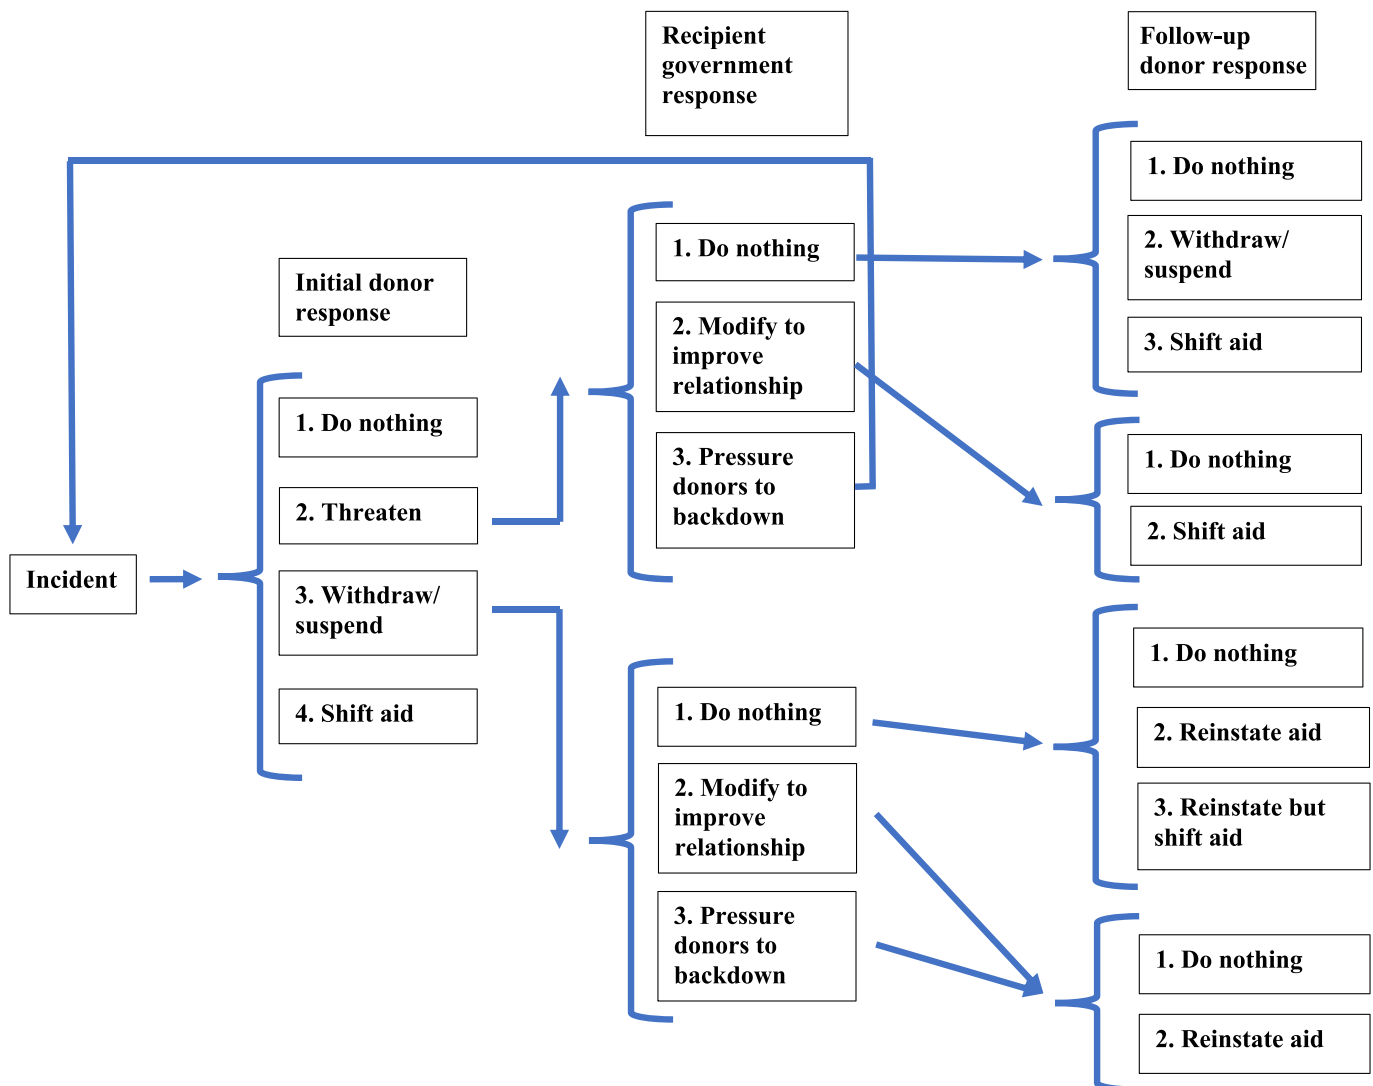 Recipient
government
response
Follow-up
donor response
Initial donor
response
Incident
1. Do nothing
2. Threaten
3. Withdraw/
suspend
4. Shift aid
1. Do nothing
2. Modify to
improve
relationship
3. Pressure
donors to
backdown
1. Do nothing
2. Modify to
improve
relationship
3. Pressure
donors to
backdown
1. Do nothing
2. Withdraw/
suspend
3. Shift aid
1. Do nothing
2. Shift aid
1. Do nothing
2. Reinstate aid
3. Reinstate but
shift aid
1. Do nothing
2. Reinstate aid